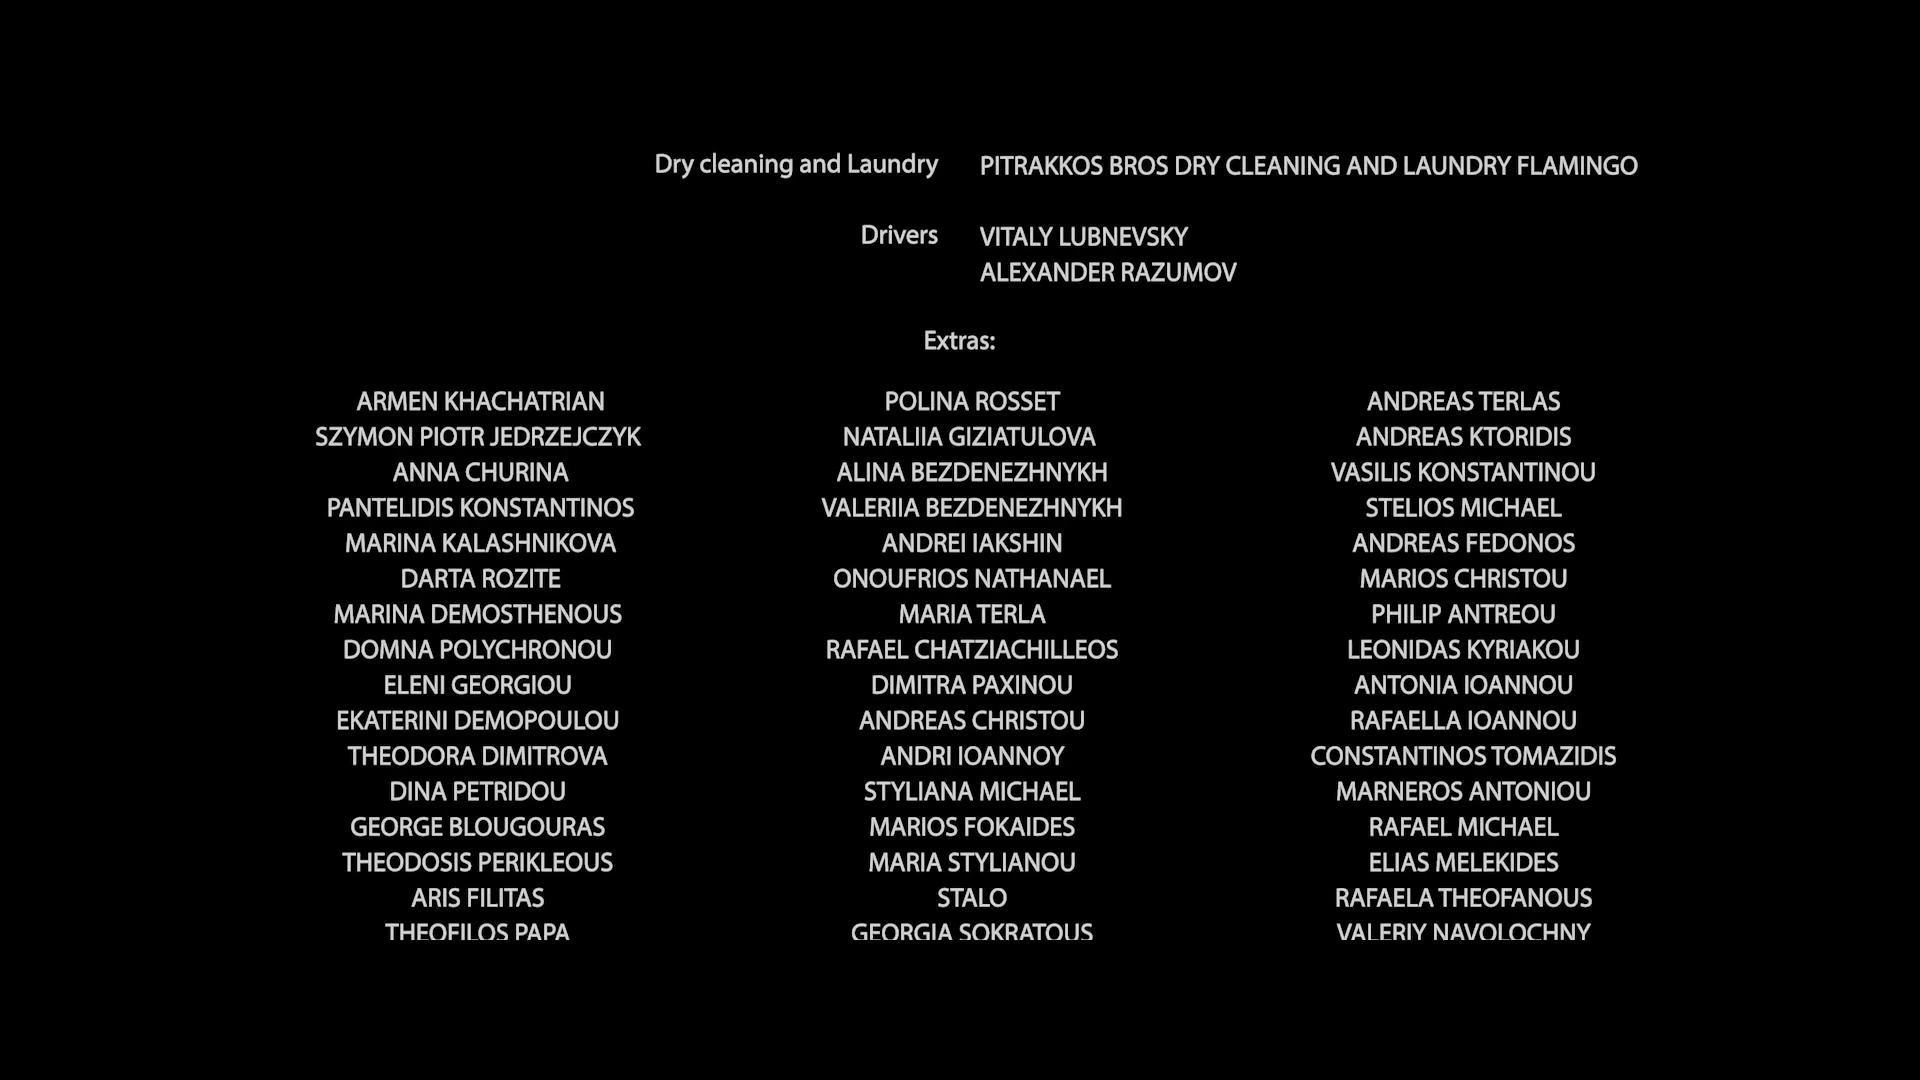 Dry cleaning and Laundry PITRAKKOS BROS DRY CLEANING AND LAUNDRY FLAMINGO
Drivers VITALY LUBNEVSKY
ALEXANDER RAZUMOV
Extras:
ARMEN KHACHATRIAN POLINA ROSSET ANDREAS TERLAS
SZYMON PIOTR JEDRZEJCZYK NATALIIA GIZIATULOVA ANDREAS KTORIDIS
ANNA CHURINA ALINA BEZDENEZHNYKH VASILIS KONSTANTINOU
PANTELIDIS KONSTANTINOS VALERIIA BEZDENEZHNYKH STELIOS MICHAEL
MARINA KALASHNIKOVA ANDREI IAKSHIN ANDREAS FEDONOS
DARTA ROZITE ONOUFRIOS NATHANAEL MARIOS CHRISTOU
MARINA DEMOSTHENOUS MARIA TERLA PHILIP ANTREOU
DOMNA POLYCHRONOU RAFAEL CHATZIACHILLEOS LEONIDAS KYRIAKOU
ELENI GEORGIOU DIMITRA PAXINOU ANTONIA IOANNOU
EKATERINI DEMOPOULOU ANDREAS CHRISTOU RAFAELLA IOANNOU
THEODORA DIMITROVA ANDRI IOANNOY CONSTANTINOS TOMAZIDIS
DINA PETRIDOU STYLIANA MICHAEL MARNEROS ANTONIOU
GEORGE BLOUGOURAS MARIOS FOKAIDES RAFAEL MICHAEL
THEODOSIS PERIKLEOUS MARIA STYLIANOU ELIAS MELEKIDES
ARIS FILITAS STALO RAFAELA THEOFANOUS
THEOFILOS PAPA GEORGIA SOKRATOUS VALERIY NAVOLOCHNY